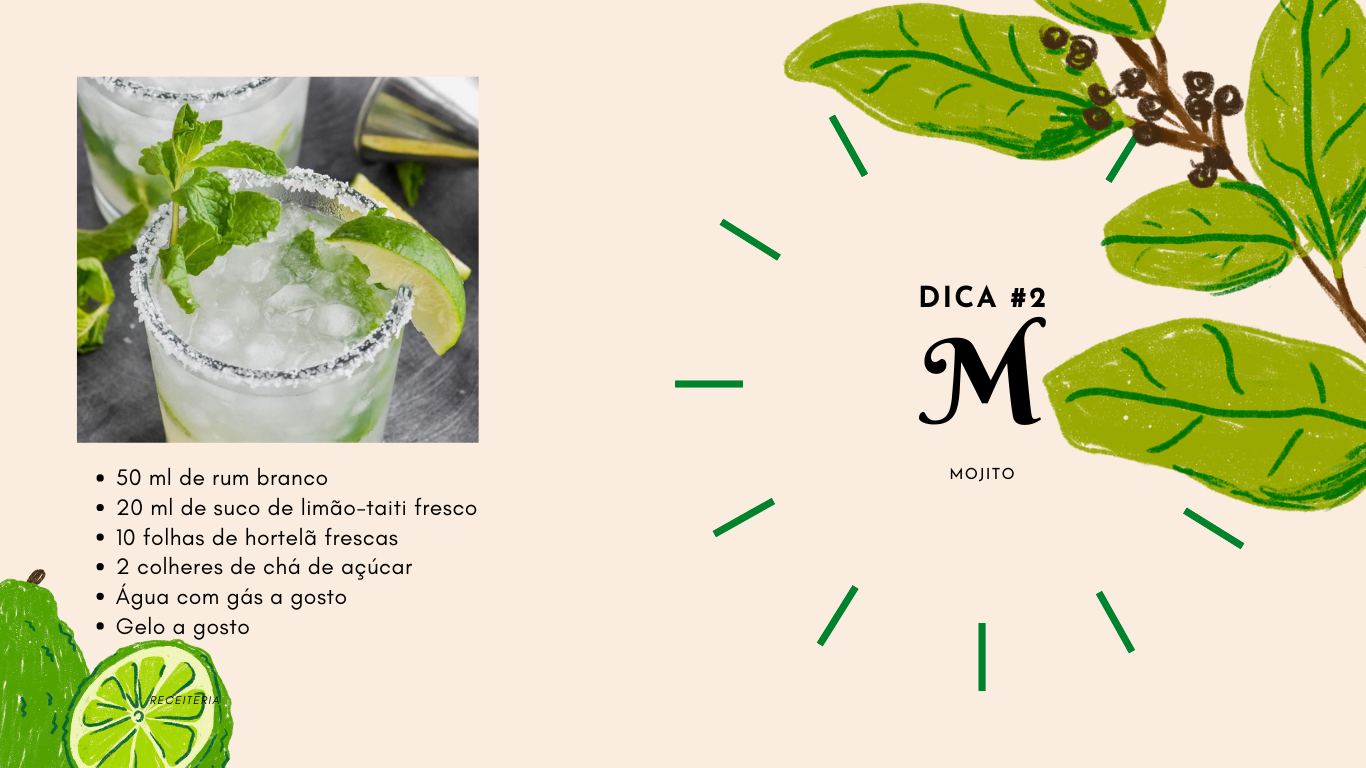 50 ml de rum branco
20 ml de suco de limão-taiti fresco
10 folhas de hortelã frescas
2 colheres de chá de açúcar
Água com gás a gosto
Gelo a gosto
RECEITERIA
DICA #2
M
MOJITO